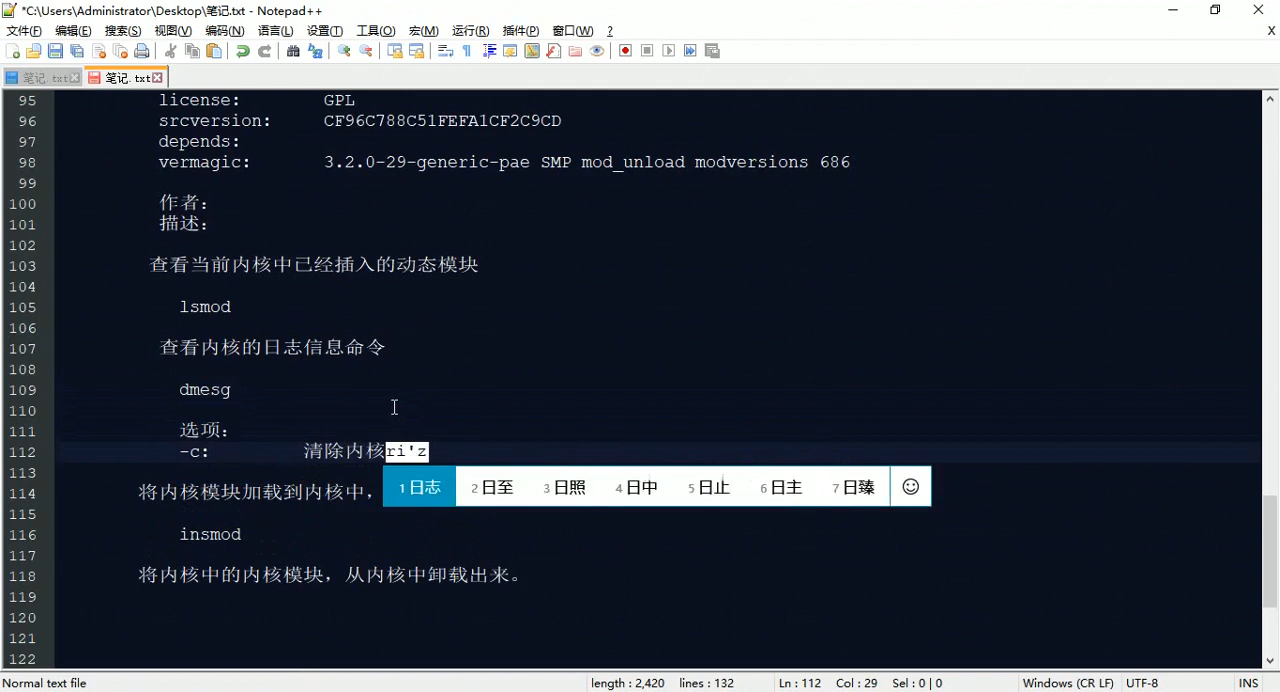 *C:\Users\Administrator\Desktop\笔记.txt - Notepad++
文件(F) 编辑(E) 搜索(S) 视图(V) 编码(N) 语言(L) 设置(T) 工具(O) 宏(M) 运行(R) 插件(P) 窗口(W) ?
X
笔记.txt 笔记.txt
95 license: GPL
96 srcversion: CF96C788C51FEFA1CF2C9CD
97 depends:
98 vermagic: 3.2.0-29-generic-pae SMP mod_unload modversions 686
99
100 作者:
101 描述:
102
103 查看当前内核中已经插入的动态模块
104
105 lsmod
106
107 查看内核的日志信息命令
108
109 dmesg
110
111 选项:
112 -c: 清除内核ri'z
113
1日志 2日至 3日照 4日中 5日止 6日主 7日臻
114 将内核模块加载到内核中,
115
116 insmod
117
118 将内核中的内核模块,从内核中卸载出来。
119
120
121
122
Normal text file length : 2,420 lines : 132 Ln : 112 Col : 29 Sel : 0 | 0 Windows (CR LF) UTF-8 INS